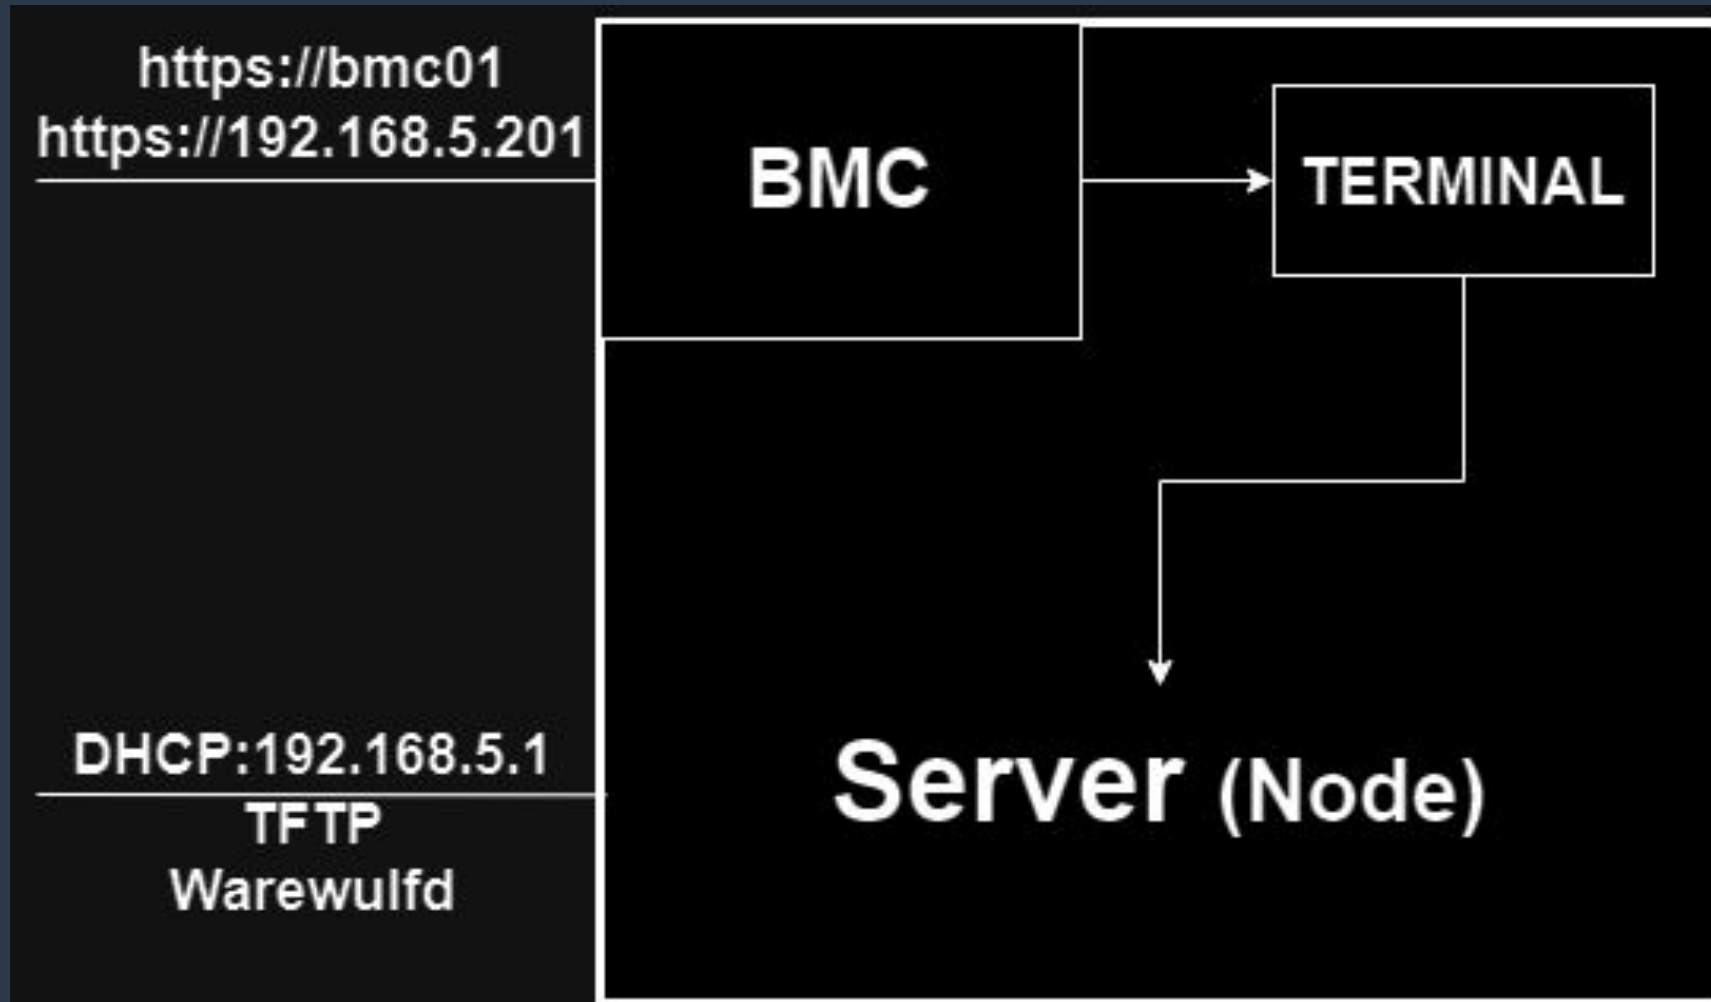 https://bmc01
https://192.168.5.201
BMC
TERMINAL
DHCP:192.168.5.1
TFTP
Warewulfd
Server (Node)